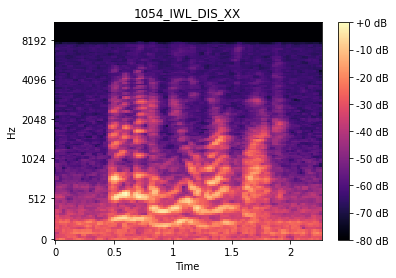 1054_IWL_DIS_XX
+0 dB
8192
-10 dB
4096
-20 dB
-30 dB
2048
Hz
-40 dB
1024
-50 dB
512
-60 dB
-70 dB
0
-80 dB
0
0.5
1
1.5
2
Time